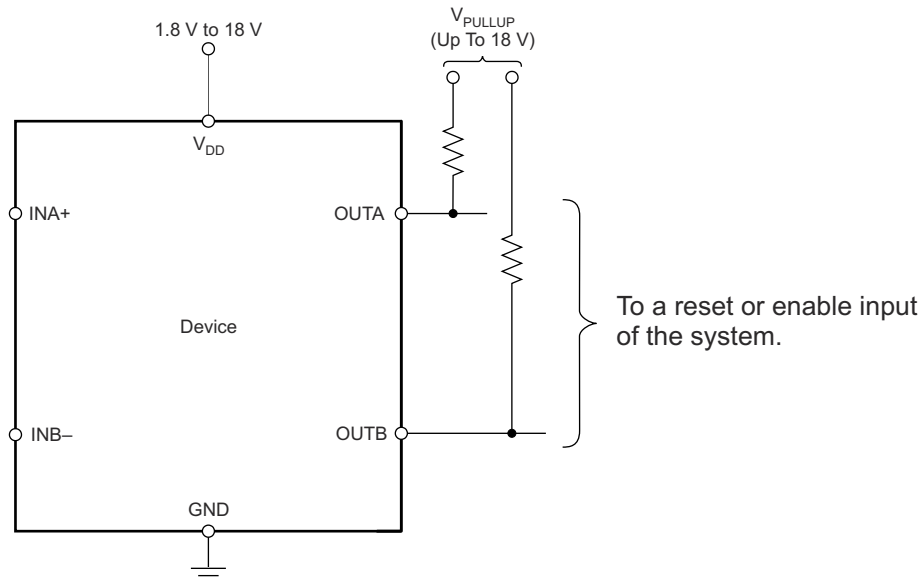 1.8 V to 18 V
VPULLUP
(Up To 18 V)
VDD
INA+
OUTA
Device
To a reset or enable input
of the system.
INB–
OUTB
GND